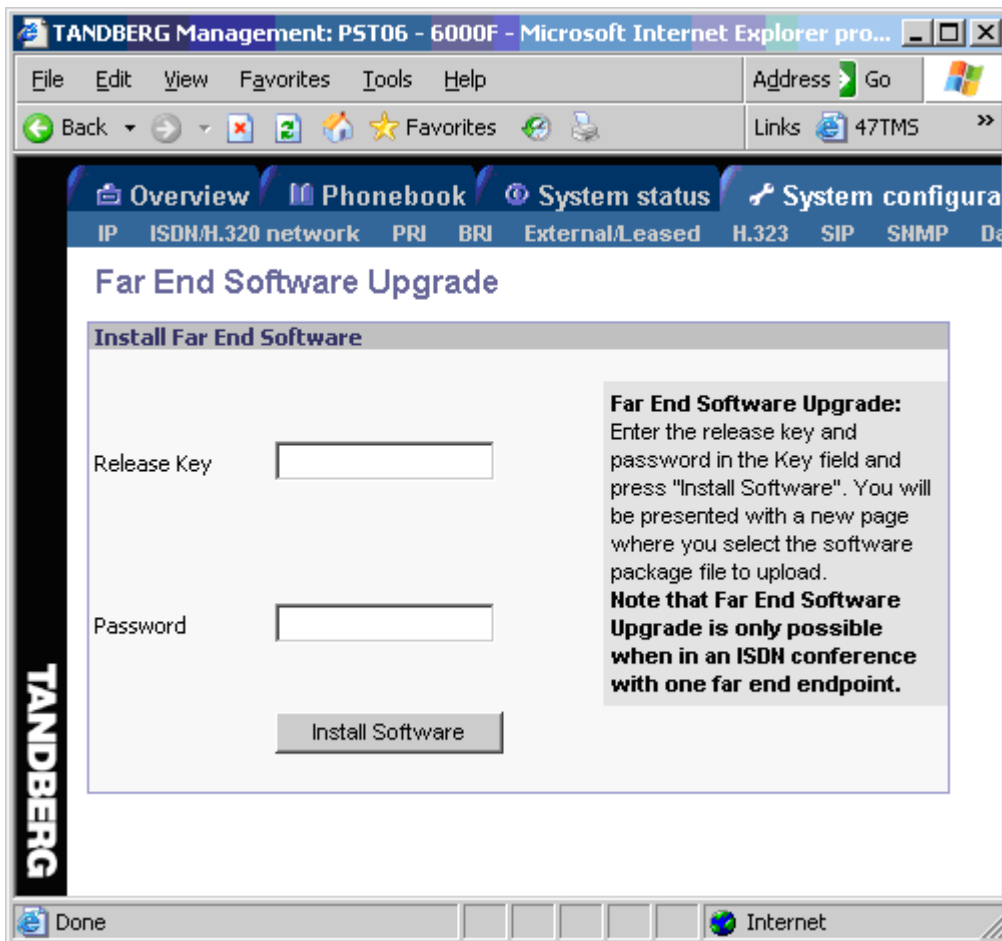 TANDBERG Management: PST06 - 6000F - Microsoft Internet Explorer pro...
File Edit View Favorites Tools Help Address Go
Back Favorites Links 47TMS »
Overview Phonebook System status System configura
IP ISDN/H.320 network PRI BRI External/Leased H.323 SIP SNMP Da
Far End Software Upgrade
Install Far End Software
Release Key
Password
Install Software
Far End Software Upgrade:
Enter the release key and
password in the Key field and
press "Install Software". You will
be presented with a new page
where you select the software
package file to upload.
Note that Far End Software
Upgrade is only possible
when in an ISDN conference
with one far end endpoint.
TANDBERG
Done Internet